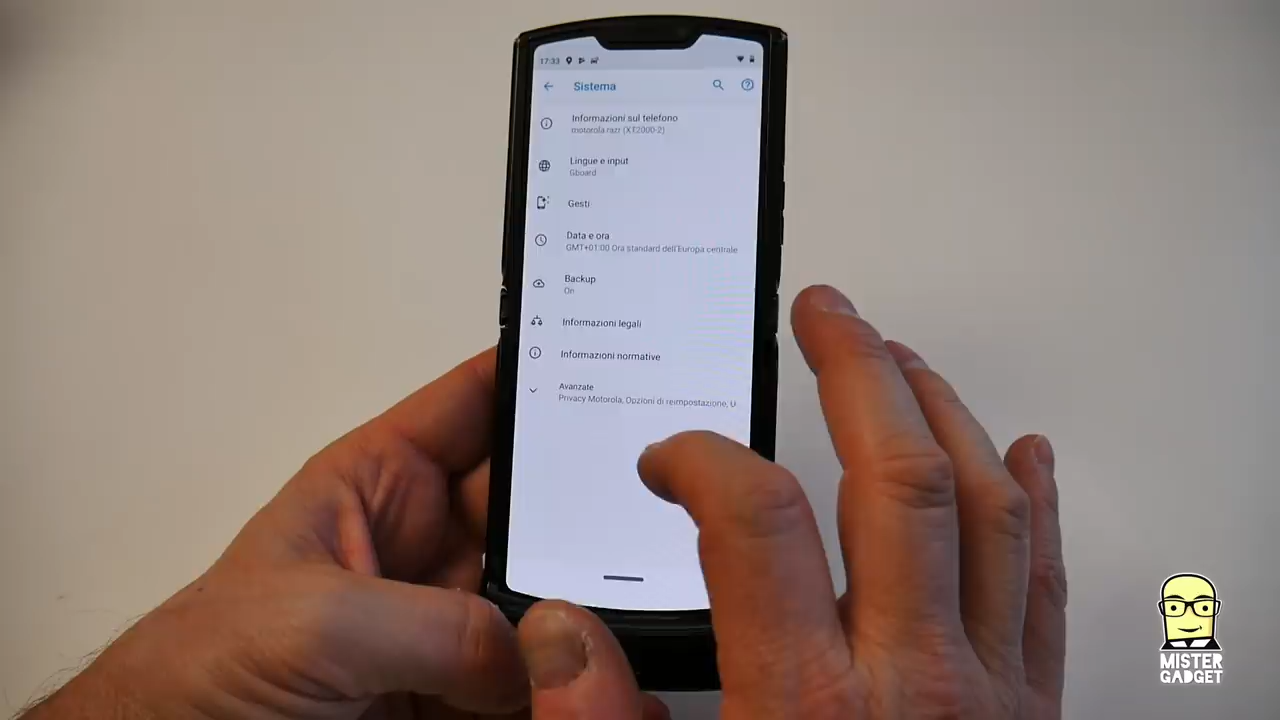 17:33
Sistema
Informazioni sul telefono
motorola razr (XT2000-2)
Lingue e input
Gboard
Gesti
Data e ora
GMT+01:00 Ora standard dell'Europa centrale
Backup
On
Informazioni legali
Informazioni normative
Avanzate
Privacy Motorola, Opzioni di reimpostazione, U
MISTER
GADGET